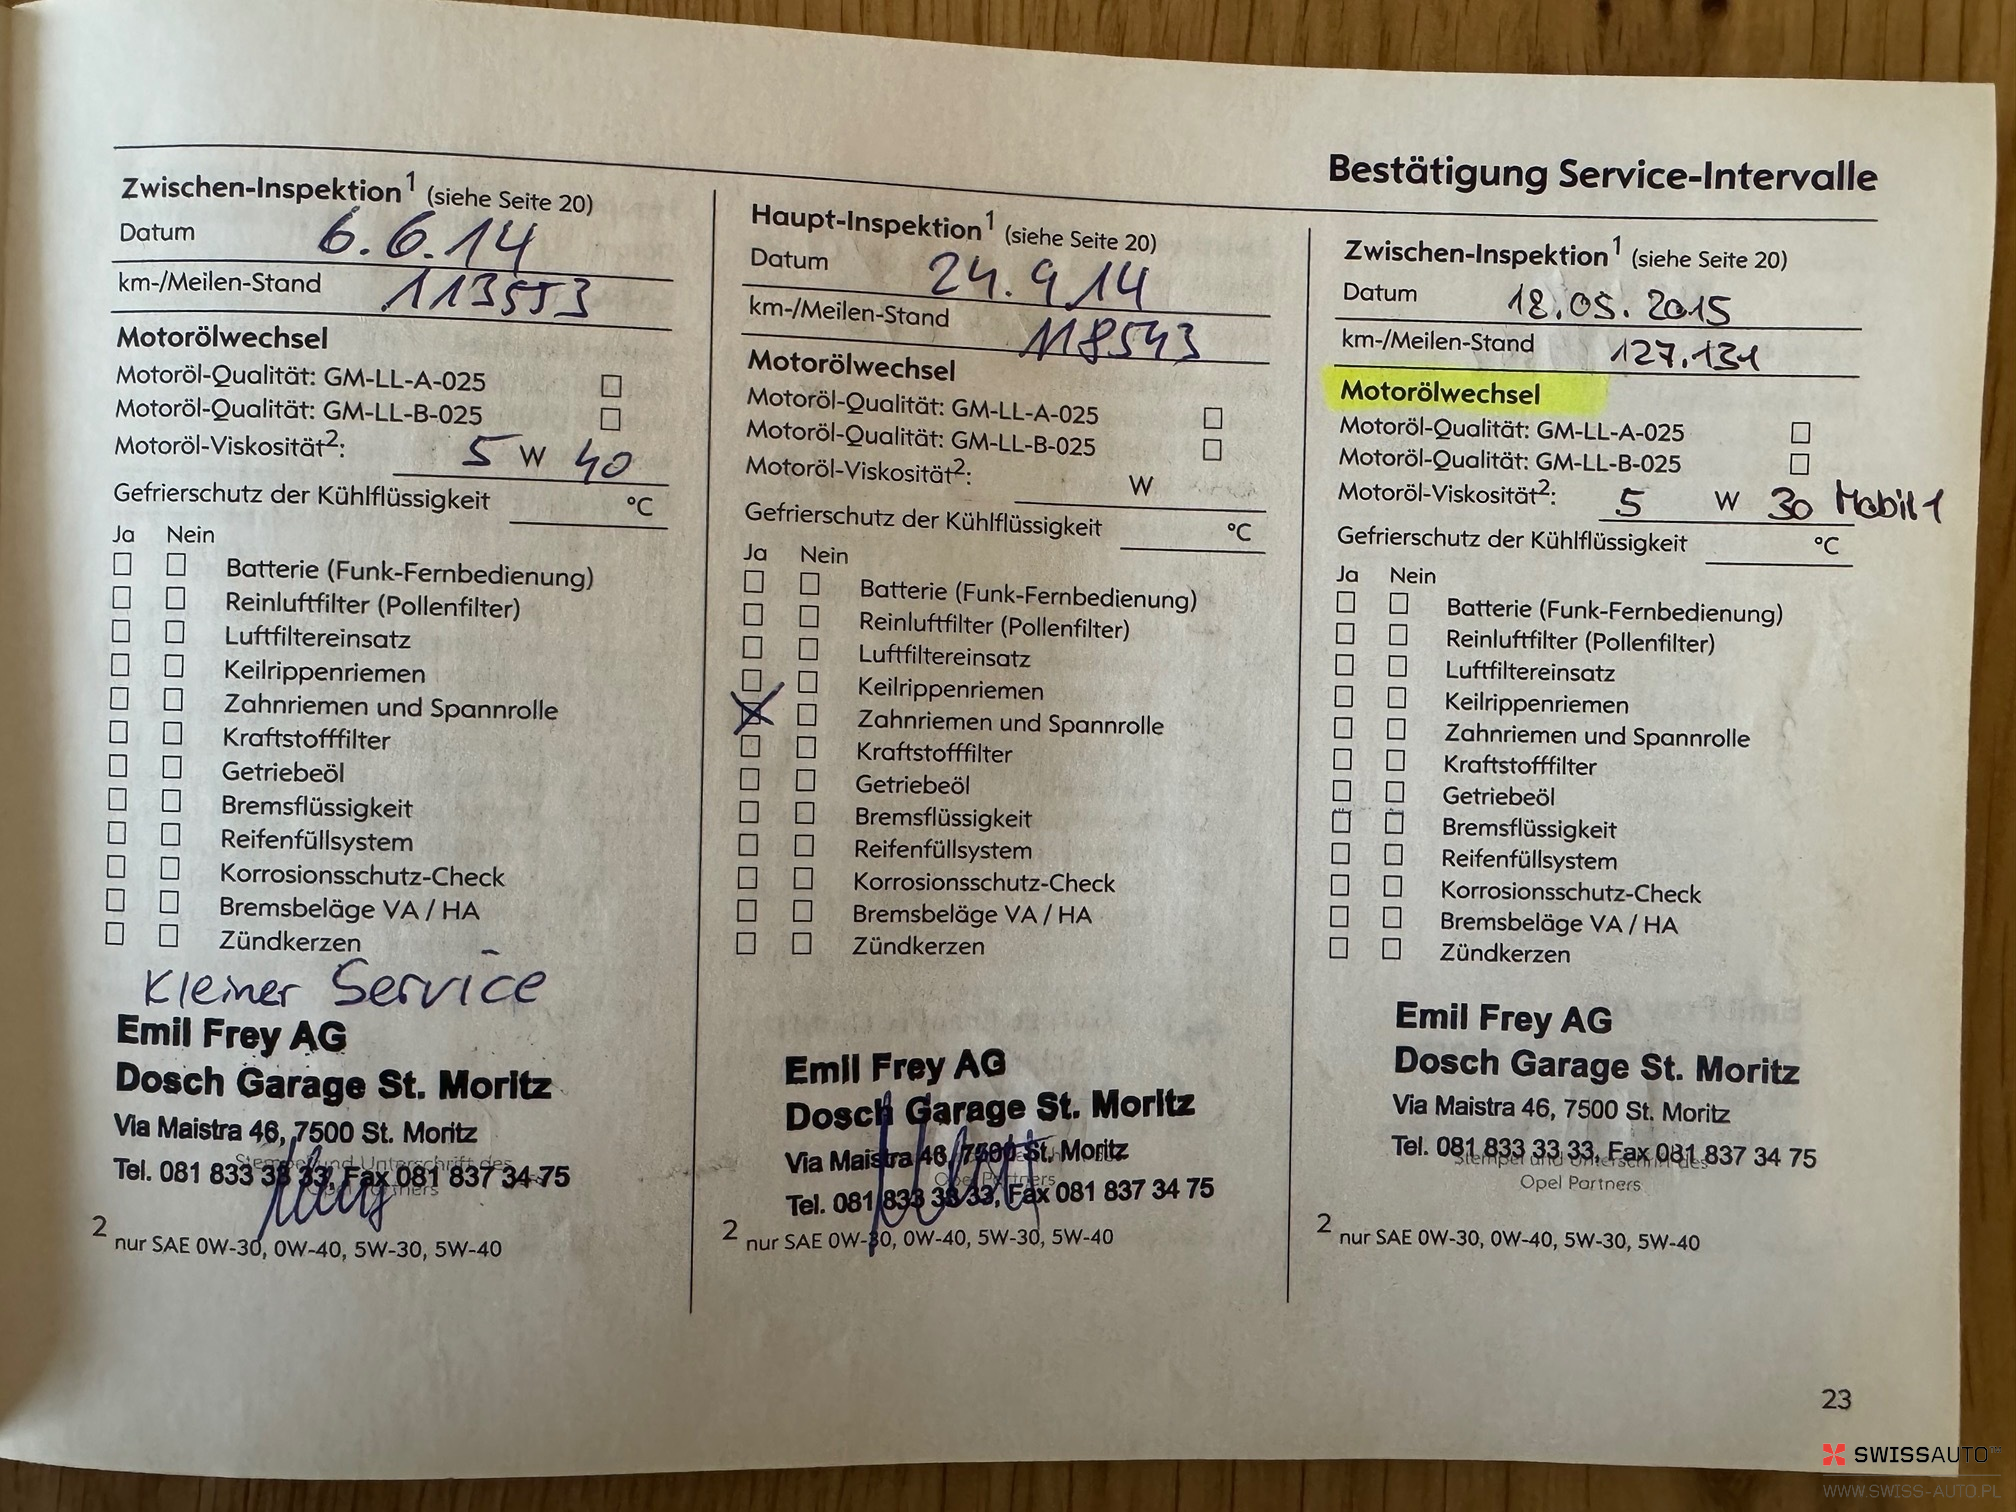 Bestätigung Service-Intervalle
Zwischen-Inspektion1 (siehe Seite 20)
Datum 6.6.14
km-/Meilen-Stand 113553
Motorölwechsel
Motoröl-Qualität: GM-LL-A-025
Motoröl-Qualität: GM-LL-B-025
Motoröl-Viskosität2: 5 W 40
Gefrierschutz der Kühlflüssigkeit °C
Ja Nein
Batterie (Funk-Fernbedienung)
Reinluftfilter (Pollenfilter)
Luftfiltereinsatz
Keilrippenriemen
Zahnriemen und Spannrolle
Kraftstofffilter
Getriebeöl
Bremsflüssigkeit
Reifenfüllsystem
Korrosionsschutz-Check
Bremsbeläge VA / HA
Zündkerzen
Kleiner Service
Emil Frey AG
Dosch Garage St. Moritz
Via Maistra 46, 7500 St. Moritz
Stempel und Unterschrift des
Tel. 081 833 33 33, Fax 081 837 34 75
Opel Partners
2 nur SAE 0W-30, 0W-40, 5W-30, 5W-40
Haupt-Inspektion1 (siehe Seite 20)
Datum 24.9.14
km-/Meilen-Stand 118543
Motorölwechsel
Motoröl-Qualität: GM-LL-A-025
Motoröl-Qualität: GM-LL-B-025
Motoröl-Viskosität2: W
Gefrierschutz der Kühlflüssigkeit °C
Ja Nein
Batterie (Funk-Fernbedienung)
Reinluftfilter (Pollenfilter)
Luftfiltereinsatz
Keilrippenriemen
Zahnriemen und Spannrolle
Kraftstofffilter
Getriebeöl
Bremsflüssigkeit
Reifenfüllsystem
Korrosionsschutz-Check
Bremsbeläge VA / HA
Zündkerzen
Emil Frey AG
Dosch Garage St. Moritz
Via Maistra 46, 7500 St. Moritz
Opel Partners
Tel. 081 833 33 33, Fax 081 837 34 75
2 nur SAE 0W-30, 0W-40, 5W-30, 5W-40
Zwischen-Inspektion1 (siehe Seite 20)
Datum 18.05.2015
km-/Meilen-Stand 127.131
Motorölwechsel
Motoröl-Qualität: GM-LL-A-025
Motoröl-Qualität: GM-LL-B-025
Motoröl-Viskosität2: 5 W 30 Mobil 1
Gefrierschutz der Kühlflüssigkeit °C
Ja Nein
Batterie (Funk-Fernbedienung)
Reinluftfilter (Pollenfilter)
Luftfiltereinsatz
Keilrippenriemen
Zahnriemen und Spannrolle
Kraftstofffilter
Getriebeöl
Bremsflüssigkeit
Reifenfüllsystem
Korrosionsschutz-Check
Bremsbeläge VA / HA
Zündkerzen
Emil Frey AG
Dosch Garage St. Moritz
Via Maistra 46, 7500 St. Moritz
Tel. 081 833 33 33, Fax 081 837 34 75
Stempel und Unterschrift des
Opel Partners
2 nur SAE 0W-30, 0W-40, 5W-30, 5W-40
23
SWISSAUTO
WWW.SWISS-AUTO.PL